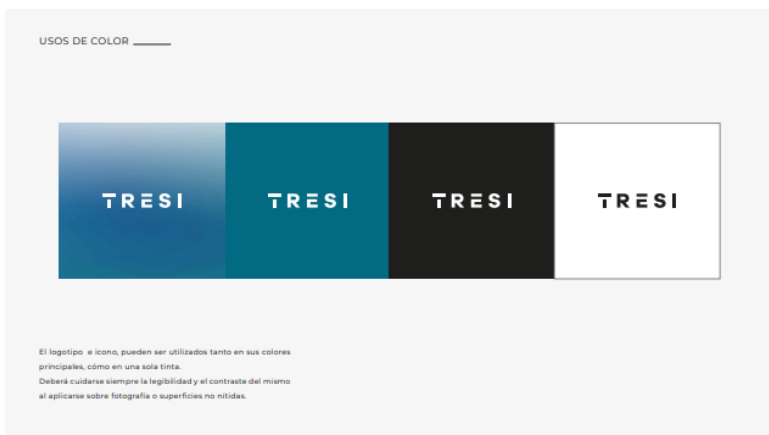 USOS DE COLOR
TRESI TRESI TRESI TRESI
El logotipo e icono, pueden ser utilizados tanto en sus colores
principales, cómo en una sola tinta.
Deberá cuidarse siempre la legibilidad y el contraste del mismo
al aplicarse sobre fotografía o superficies no nítidas.